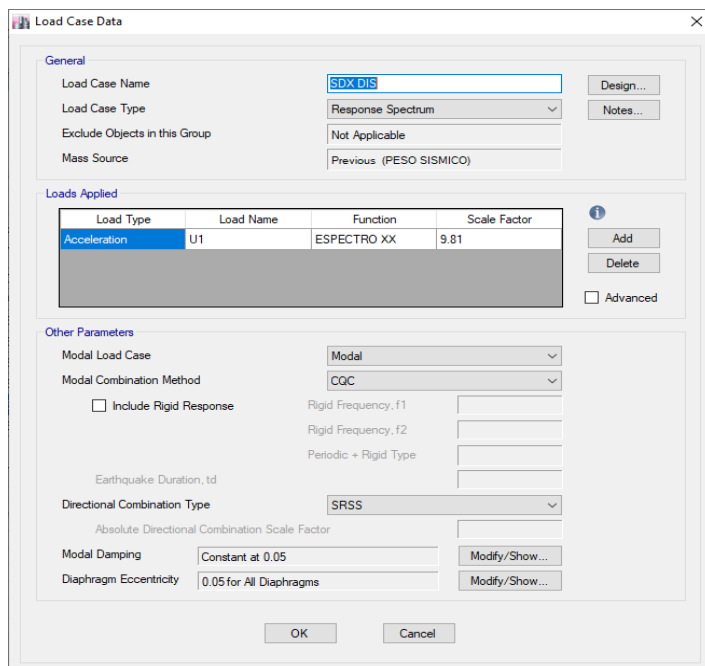 Load Case Data
General
Load Case Name SDX DIS Design...
Load Case Type Response Spectrum Notes...
Exclude Objects in this Group Not Applicable
Mass Source Previous (PESO SISMICO)
Loads Applied
Load Type Load Name Function Scale Factor
Acceleration U1 ESPECTRO XX 9.81
Add
Delete
Advanced
Other Parameters
Modal Load Case Modal
Modal Combination Method CQC
Include Rigid Response Rigid Frequency, f1
Rigid Frequency, f2
Periodic + Rigid Type
Earthquake Duration, td
Directional Combination Type SRSS
Absolute Directional Combination Scale Factor
Modal Damping Constant at 0.05 Modify/Show...
Diaphragm Eccentricity 0.05 for All Diaphragms Modify/Show...
OK Cancel